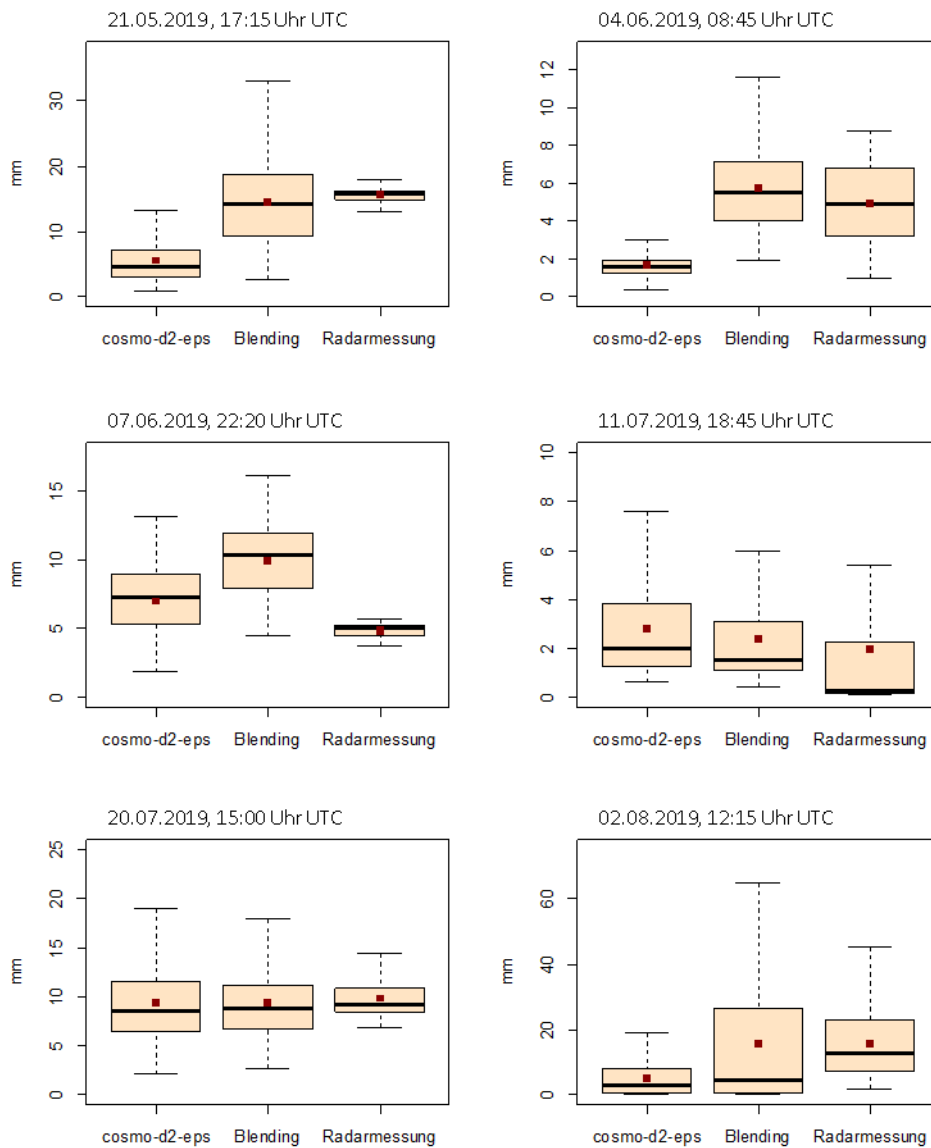 21.05.2019, 17:15 Uhr UTC
mm
0
10
20
30
cosmo-d2-eps Blending Radarmessung
04.06.2019, 08:45 Uhr UTC
mm
0
2
4
6
8
10
12
cosmo-d2-eps Blending Radarmessung
07.06.2019, 22:20 Uhr UTC
mm
0
5
10
15
cosmo-d2-eps Blending Radarmessung
11.07.2019, 18:45 Uhr UTC
mm
0
2
4
6
8
10
cosmo-d2-eps Blending Radarmessung
20.07.2019, 15:00 Uhr UTC
mm
0
5
10
15
20
25
cosmo-d2-eps Blending Radarmessung
02.08.2019, 12:15 Uhr UTC
mm
0
20
40
60
cosmo-d2-eps Blending Radarmessung